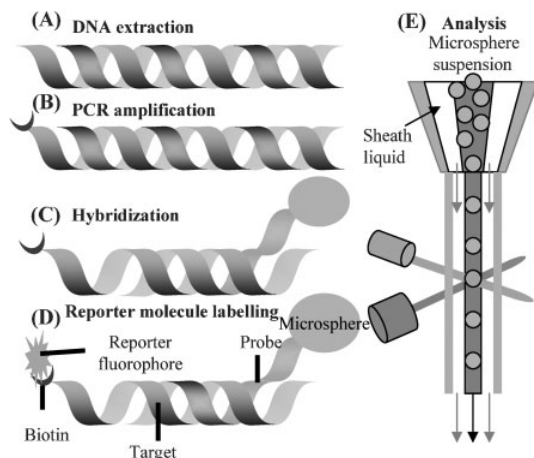 (A) DNA extraction
(B) PCR amplification
(C) Hybridization
(D) Reporter molecule labelling
Microsphere
Reporter
fluorophore
Probe
Biotin
Target
(E) Analysis
Microsphere
suspension
Sheath
liquid